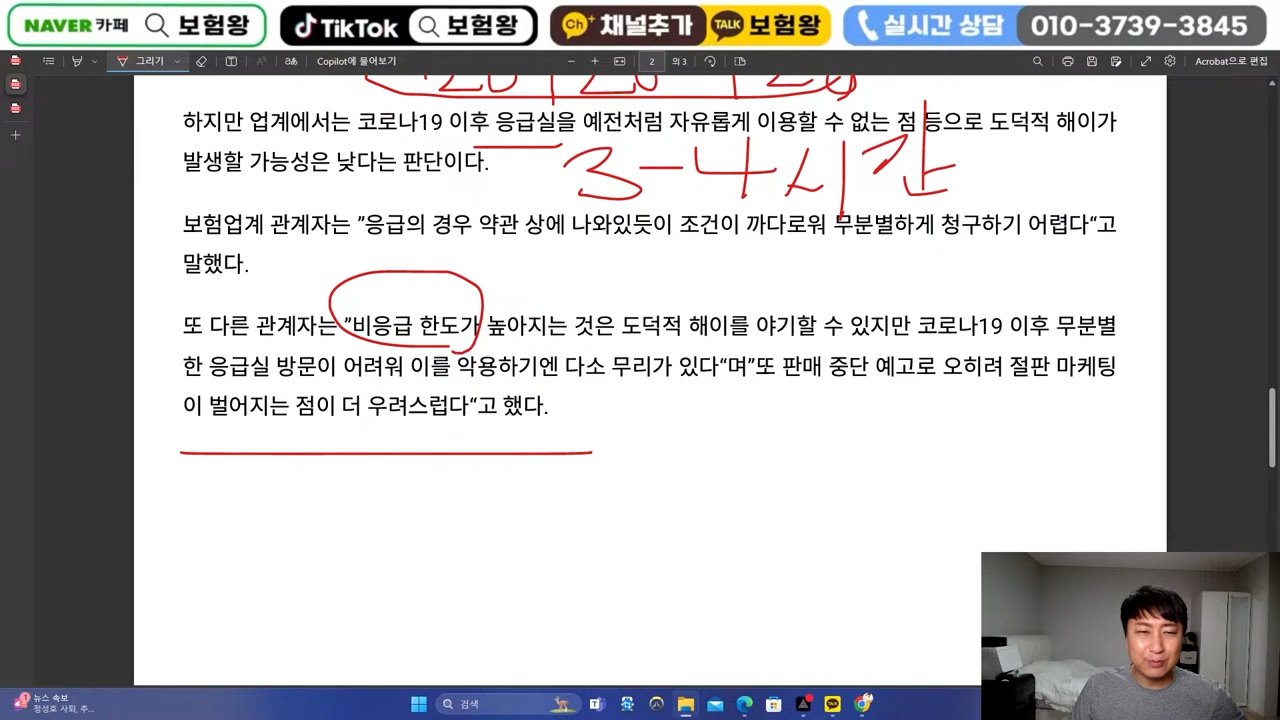 NAVER 카페 보험왕
TikTok 보험왕
Ch+ 채널추가 TALK 보험왕
실시간 상담 010-3739-3845
그리기
Copilot에 물어보기
2 의 3
Acrobat으로 편집
20 20
하지만 업계에서는 코로나19 이후 응급실을 예전처럼 자유롭게 이용할 수 없는 점 등으로 도덕적 해이가
발생할 가능성은 낮다는 판단이다.
3-4시간
보험업계 관계자는 ”응급의 경우 약관 상에 나와있듯이 조건이 까다로워 무분별하게 청구하기 어렵다“고
말했다.
또 다른 관계자는 ”비응급 한도가 높아지는 것은 도덕적 해이를 야기할 수 있지만 코로나19 이후 무분별
한 응급실 방문이 어려워 이를 악용하기엔 다소 무리가 있다“며”또 판매 중단 예고로 오히려 절판 마케팅
이 벌어지는 점이 더 우려스럽다“고 했다.
뉴스 속보
정성호 사퇴, 추...
검색